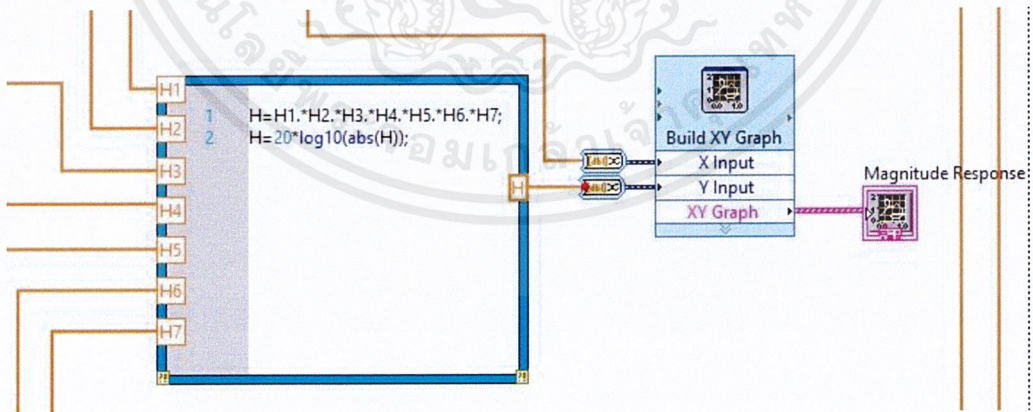 H1
H2
H3
H4
H5
H6
H7
1 H=H1.*H2.*H3.*H4.*H5.*H6.*H7;
2 H=20*log10(abs(H));
H
Build XY Graph
X Input
Y Input
XY Graph
Magnitude Response